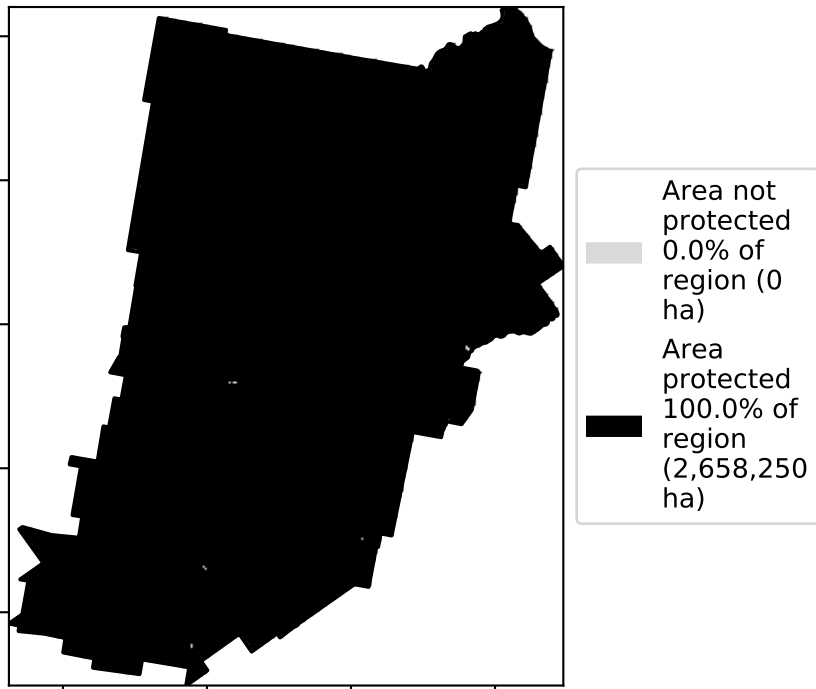 Area not
protected
0.0% of
region (0
ha)
Area
protected
100.0% of
region
(2,658,250
ha)